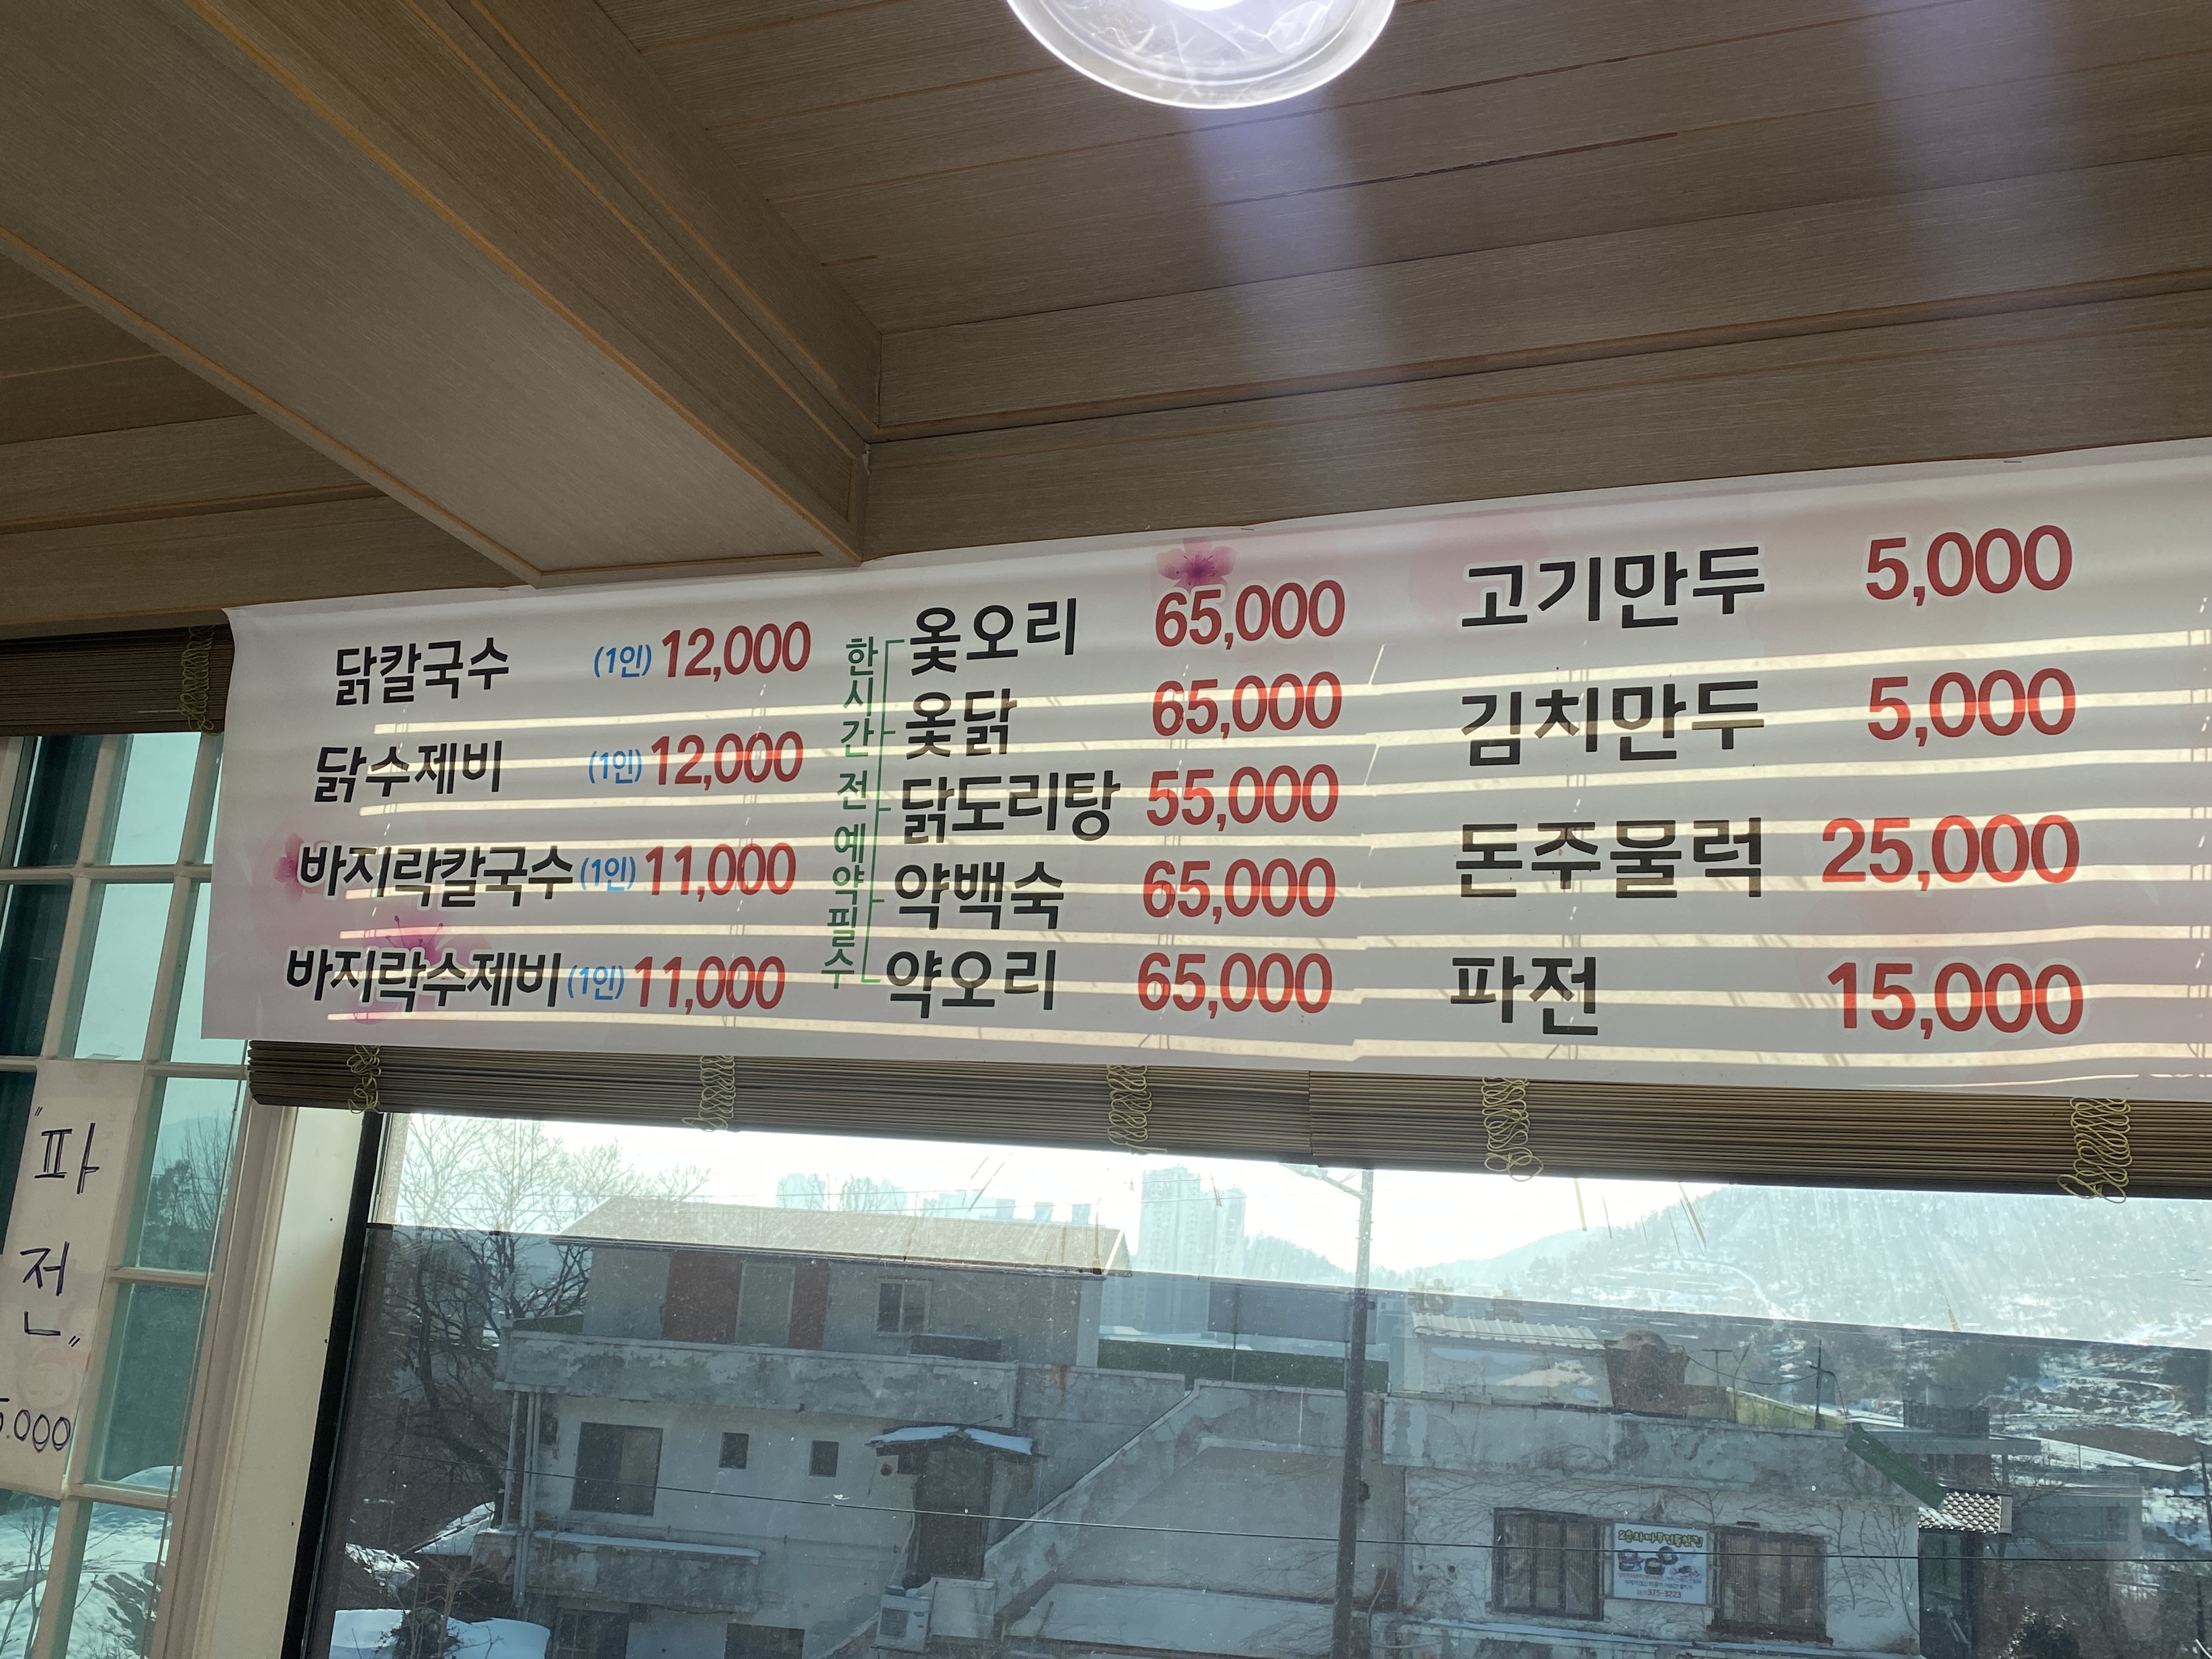 닭칼국수 (1인) 12,000
닭수제비 (1인) 12,000
바지락칼국수 (1인) 11,000
바지락수제비 (1인) 11,000
한시간전예약필수
옻오리 65,000
옻닭 65,000
닭도리탕 55,000
약백숙 65,000
약오리 65,000
고기만두 5,000
김치만두 5,000
돈주물럭 25,000
파전 15,000
"파
전"
5.000
375-3223